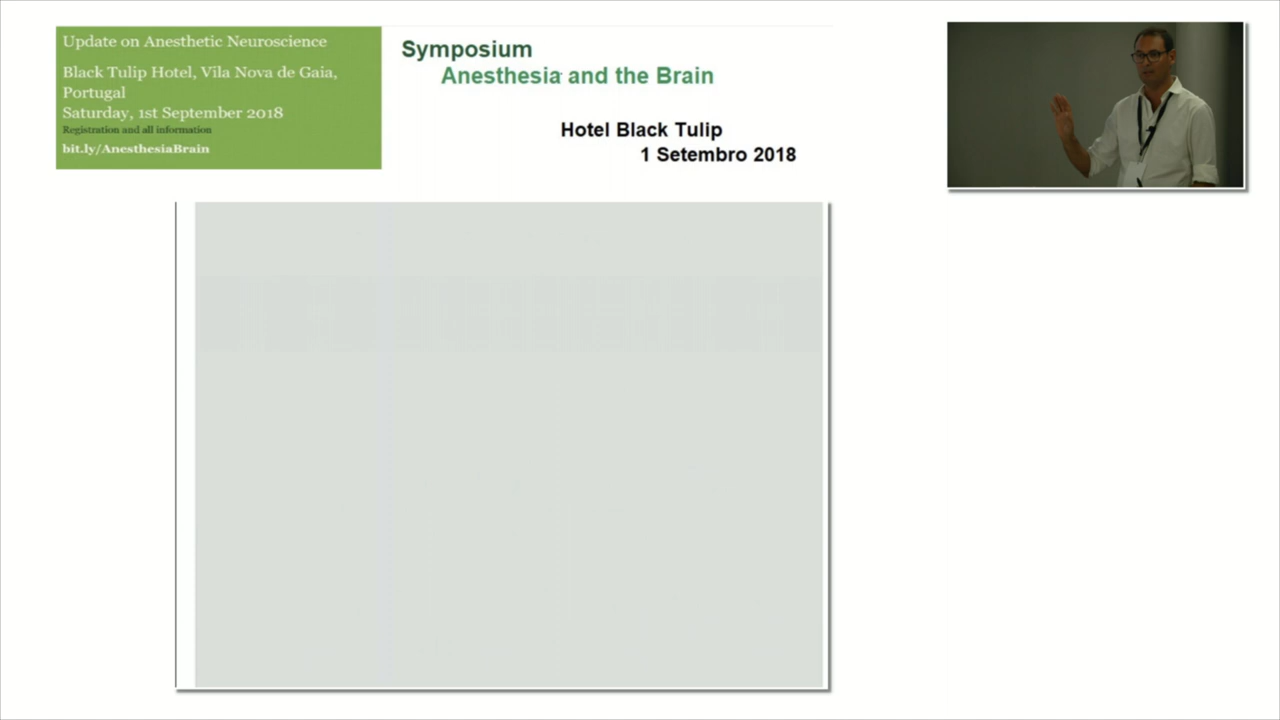 Update on Anesthetic Neuroscience
Black Tulip Hotel, Vila Nova de Gaia,
Portugal
Saturday, 1st September 2018
Registration and all information
bit.ly/AnesthesiaBrain
Symposium
Anesthesia and the Brain
Hotel Black Tulip
1 Setembro 2018